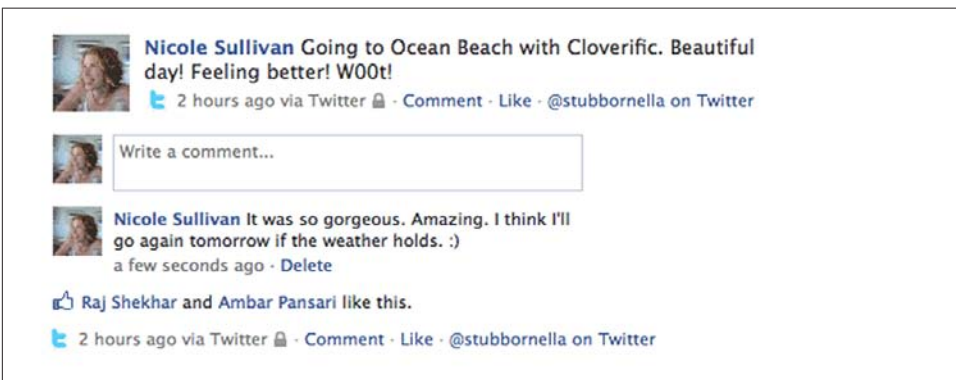 Nicole Sullivan Going to Ocean Beach with Cloverific. Beautiful
day! Feeling better! W00t!
2 hours ago via Twitter · Comment · Like · @stubbornella on Twitter
Write a comment...
Nicole Sullivan It was so gorgeous. Amazing. I think I'll
go again tomorrow if the weather holds. :)
a few seconds ago · Delete
Raj Shekhar and Ambar Pansari like this.
2 hours ago via Twitter · Comment · Like · @stubbornella on Twitter